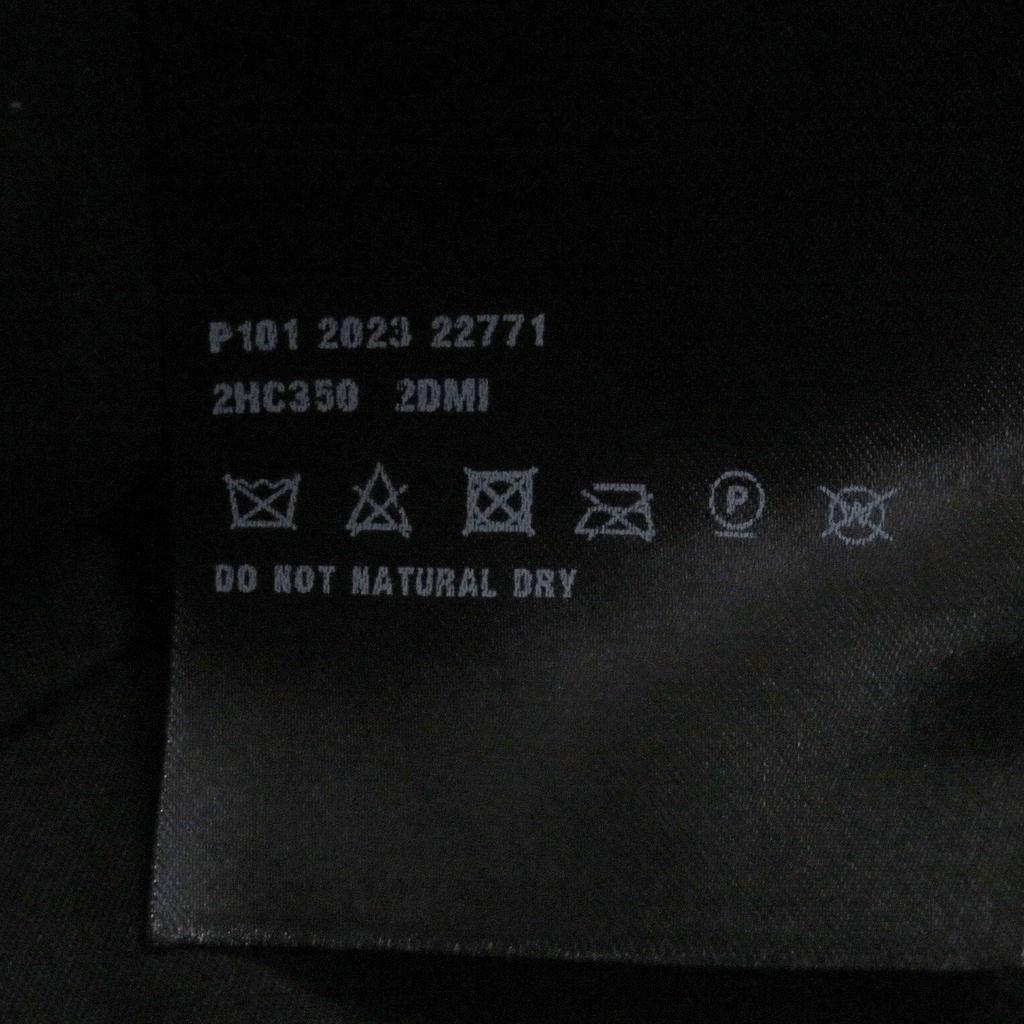 P101 2023 22771
2HC350 2DMI
P W
DO NOT NATURAL DRY